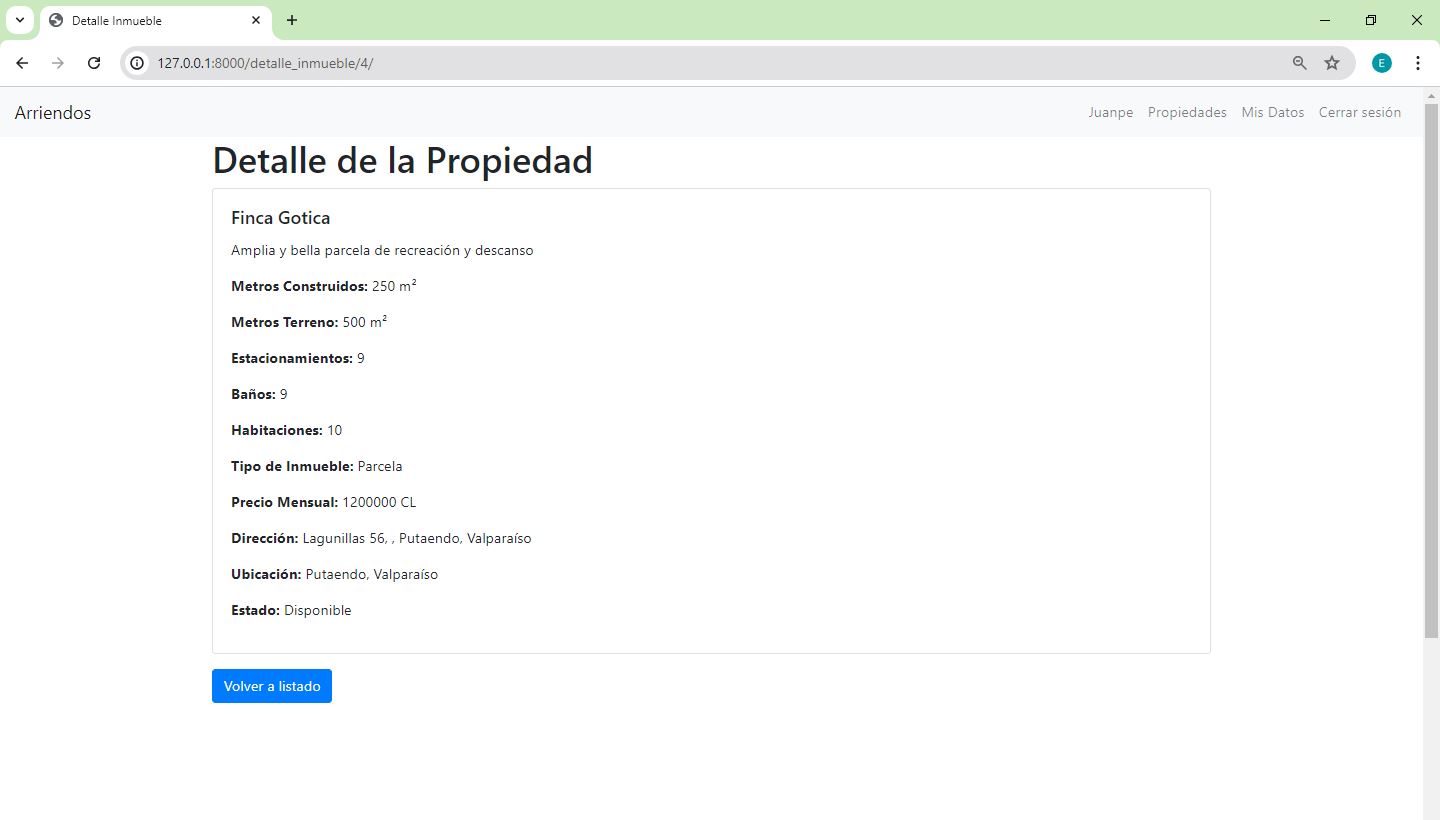 Detalle Inmueble
127.0.0.1:8000/detalle_inmueble/4/
E
Arriendos
Juanpe Propiedades Mis Datos Cerrar sesión
Detalle de la Propiedad
Finca Gotica
Amplia y bella parcela de recreación y descanso
Metros Construidos: 250 m²
Metros Terreno: 500 m²
Estacionamientos: 9
Baños: 9
Habitaciones: 10
Tipo de Inmueble: Parcela
Precio Mensual: 1200000 CL
Dirección: Lagunillas 56, , Putaendo, Valparaíso
Ubicación: Putaendo, Valparaíso
Estado: Disponible
Volver a listado